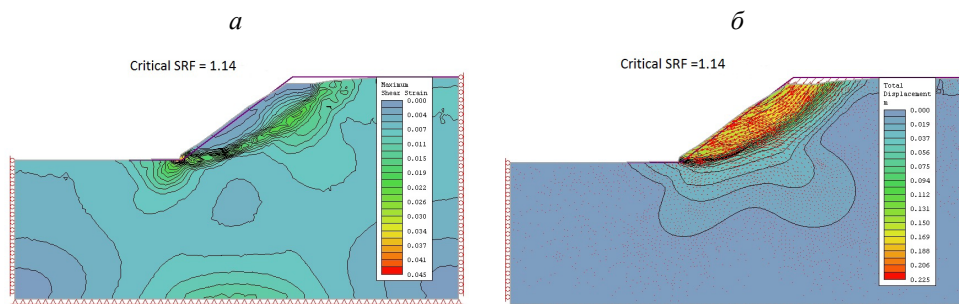 а
б
Critical SRF = 1.14
Critical SRF =1.14
Maximum
Shear Strain
0.000
0.004
0.007
0.011
0.015
0.022
0.026
0.030
0.034
0.037
0.041
0.045
Total
Displacement
m
0.000
0.019
0.037
0.056
0.075
0.094
0.112
0.131
0.150
0.169
0.188
0.206
0.225